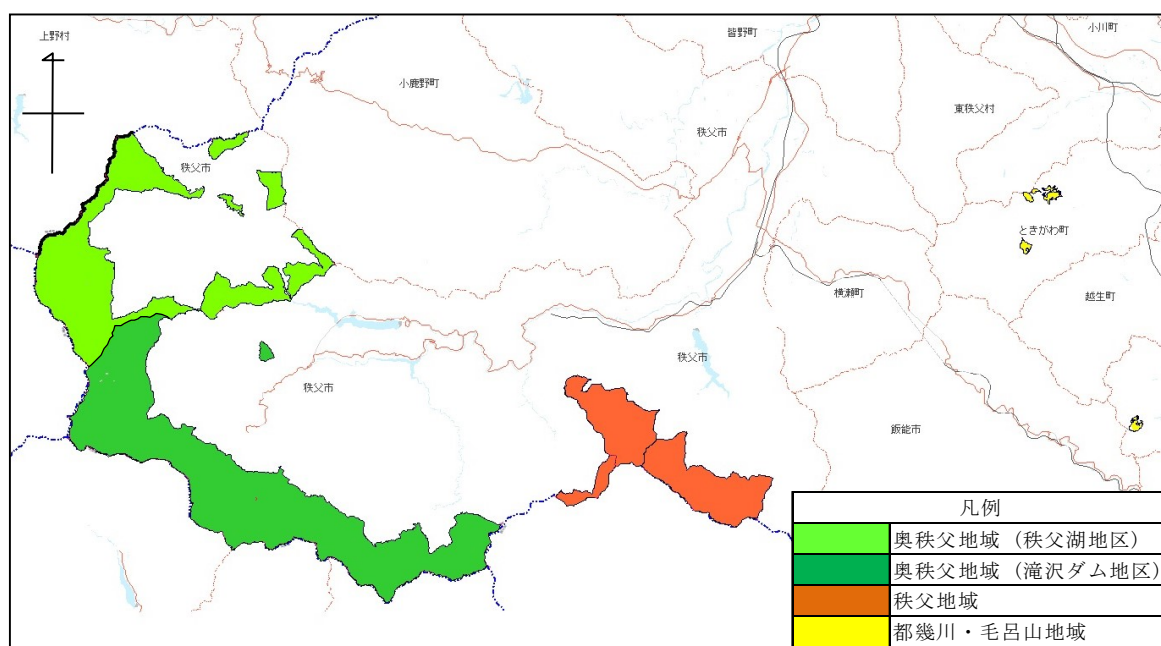 上野村
皆野町
小川町
小鹿野町
東秩父村
秩父市
秩父市
ときがわ町
横瀬町
越生町
秩父市
秩父市
飯能市
凡例
奥秩父地域（秩父湖地区）
奥秩父地域（滝沢ダム地区）
秩父地域
都幾川・毛呂山地域